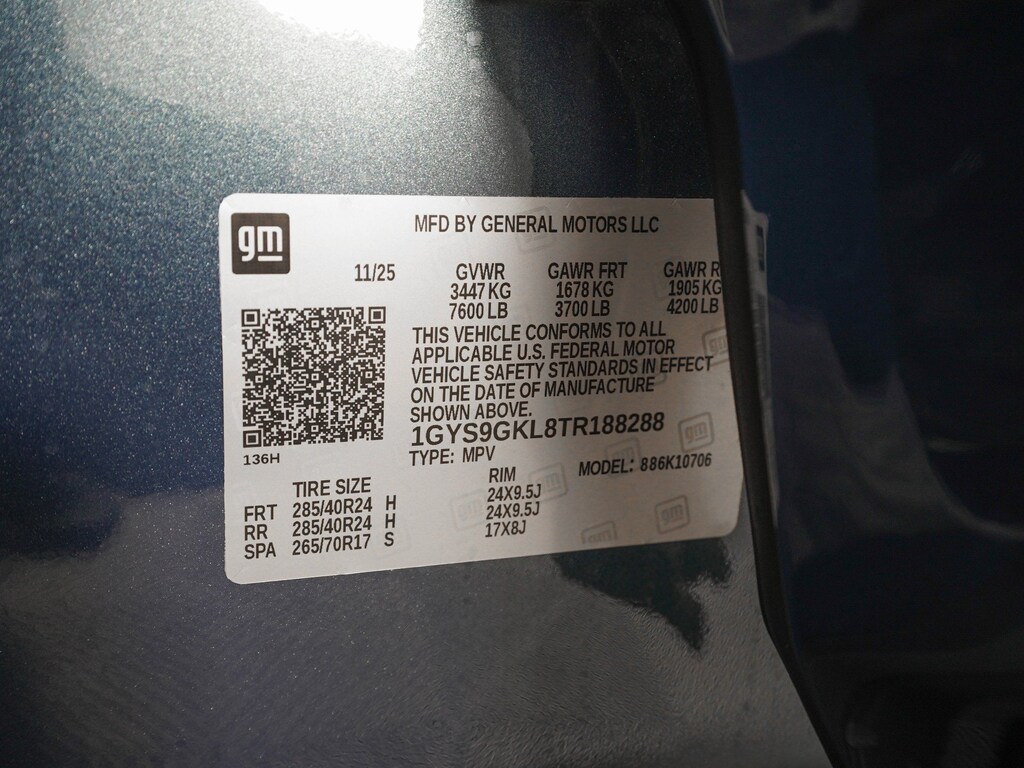 gm
MFD BY GENERAL MOTORS LLC
11/25 GVWR GAWR FRT GAWR R
3447 KG 1678 KG 1905 KG
7600 LB 3700 LB 4200 LB
THIS VEHICLE CONFORMS TO ALL
APPLICABLE U.S. FEDERAL MOTOR
VEHICLE SAFETY STANDARDS IN EFFECT
ON THE DATE OF MANUFACTURE
SHOWN ABOVE.
1GYS9GKL8TR188288
136H
TYPE: MPV MODEL: 886K10706
TIRE SIZE RIM
FRT 285/40R24 H 24X9.5J
RR 285/40R24 H 24X9.5J
SPA 265/70R17 S 17X8J